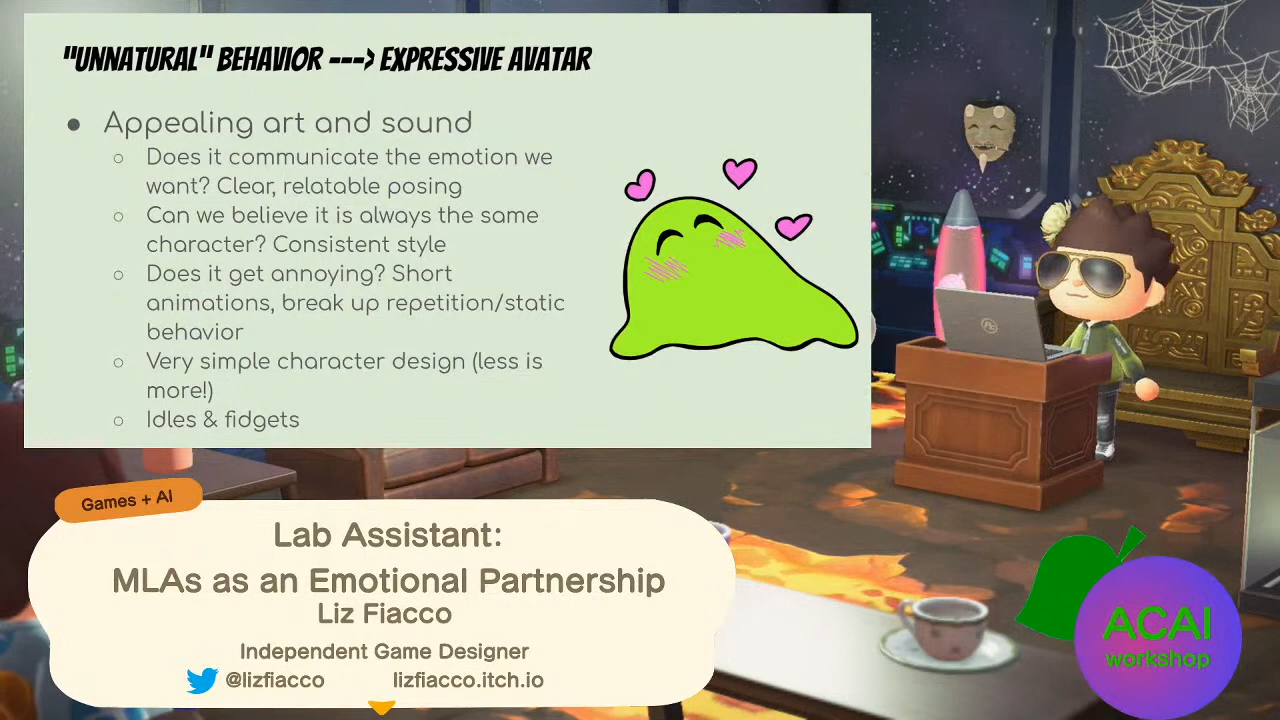 "UNNATURAL" BEHAVIOR ---> EXPRESSIVE AVATAR
● Appealing art and sound
○ Does it communicate the emotion we
want? Clear, relatable posing
○ Can we believe it is always the same
character? Consistent style
○ Does it get annoying? Short
animations, break up repetition/static
behavior
○ Very simple character design (less is
more!)
○ Idles & fidgets
Games + AI
Lab Assistant:
MLAs as an Emotional Partnership
Liz Fiacco
Independent Game Designer
@lizfiacco lizfiacco.itch.io
ACAI
workshop